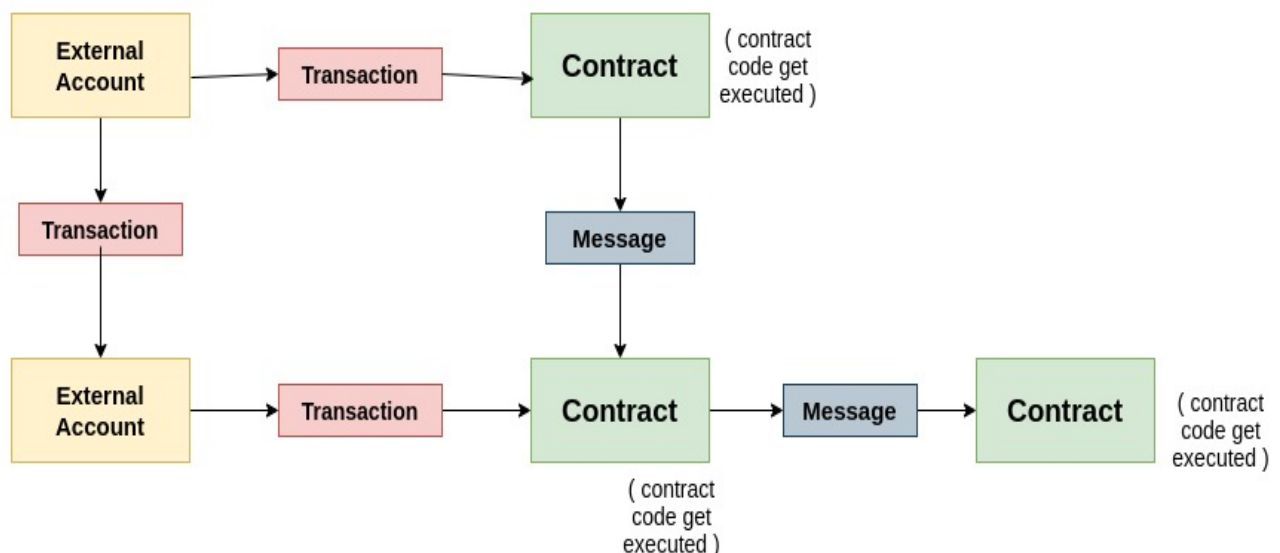 External
Account
Transaction
Contract
( contract
code get
executed )
Transaction
Message
External
Account
Transaction
Contract
Message
Contract
( contract
code get
executed )
( contract
code get
executed )